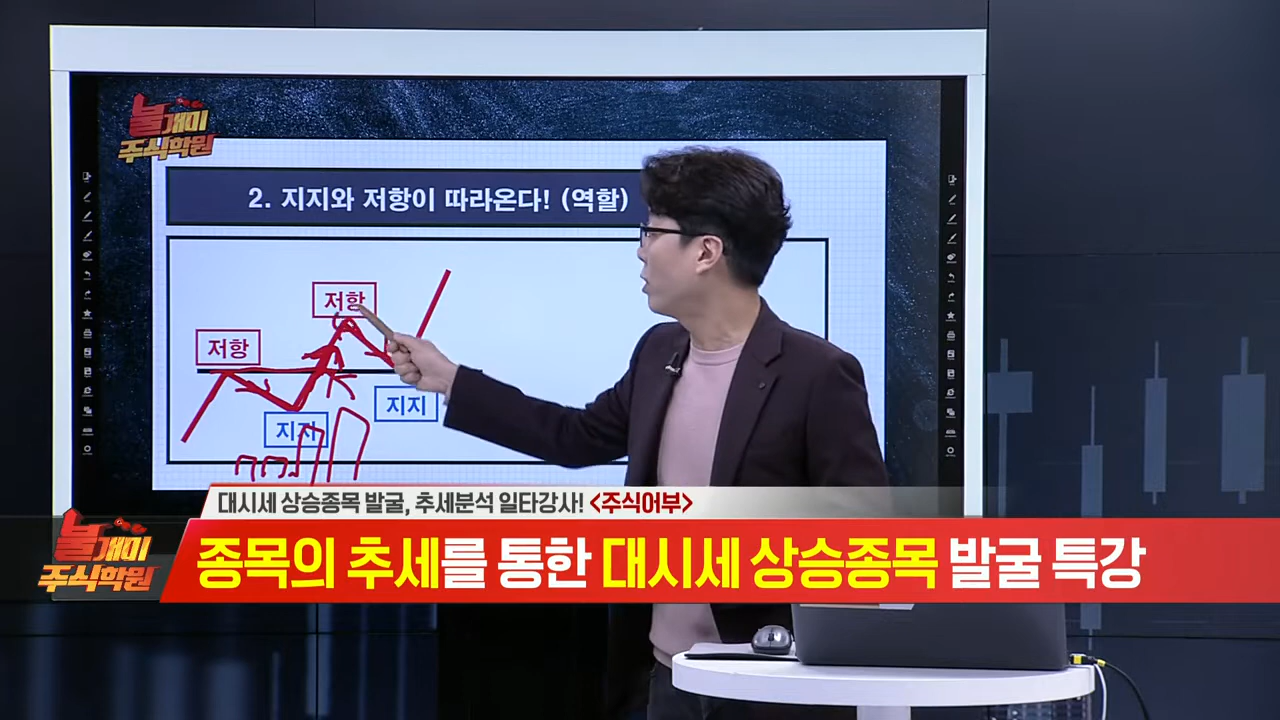 불개미
주식학원
2. 지지와 저항이 따라온다! (역할)
저항
저항
지지
지지
대시세 상승종목 발굴, 추세분석 일타강사! <주식어부>
불개미
주식학원
종목의 추세를 통한 대시세 상승종목 발굴 특강